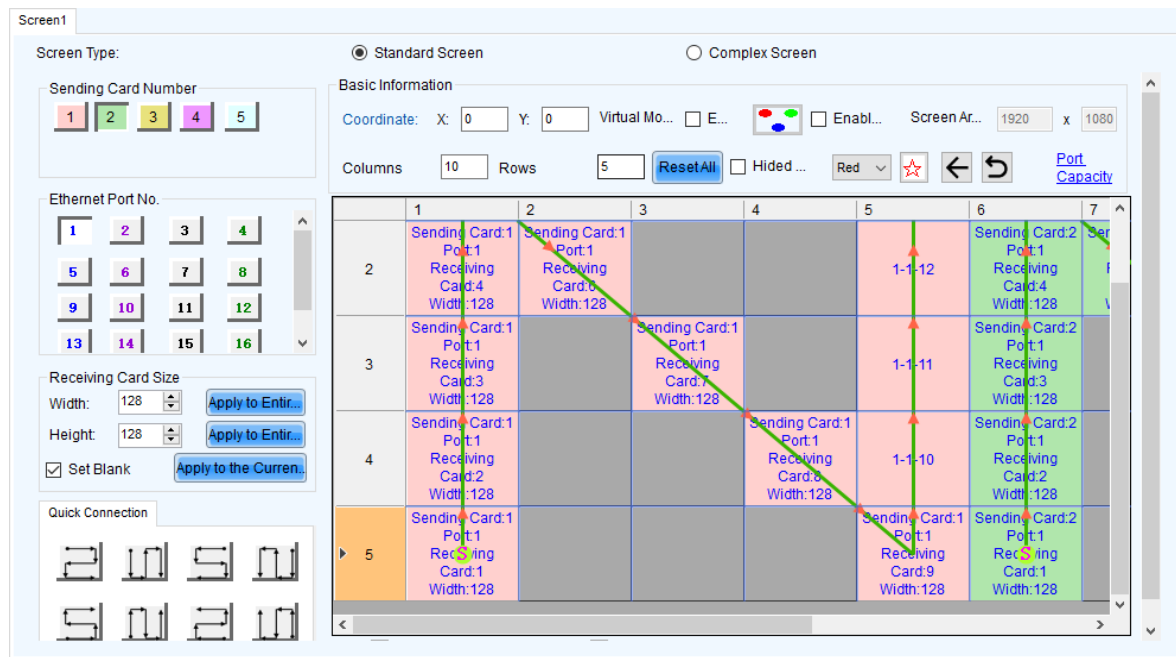 Screen1
Screen Type:
Standard Screen
Complex Screen
Sending Card Number
1 2 3 4 5
Ethernet Port No.
1 2 3 4
5 6 7 8
9 10 11 12
13 14 15 16
Receiving Card Size
Width: 128 Apply to Entir...
Height: 128 Apply to Entir...
Set Blank Apply to the Curren..
Quick Connection
Basic Information
Coordinate: X: 0 Y: 0 Virtual Mo... E... Enabl... Screen Ar... 1920 x 1080
Columns 10 Rows 5 Reset All Hided ... Red Port
Capacity
1 2 3 4 5 6 7
2
Sending Card:1
Port:1
Receiving
Card:4
Width:128
Sending Card:1
Port:1
Receiving
Card:6
Width:128
1-1-12
Sending Card:2
Port:1
Receiving
Card:4
Width:128
3
Sending Card:1
Port:1
Receiving
Card:3
Width:128
Sending Card:1
Port:1
Receiving
Card:7
Width:128
1-1-11
Sending Card:2
Port:1
Receiving
Card:3
Width:128
4
Sending Card:1
Port:1
Receiving
Card:2
Width:128
Sending Card:1
Port:1
Receiving
Card:8
Width:128
1-1-10
Sending Card:2
Port:1
Receiving
Card:2
Width:128
5
Sending Card:1
Port:1
Receiving
Card:1
Width:128
S
Sending Card:1
Port:1
Receiving
Card:9
Width:128
Sending Card:2
Port:1
Receiving
Card:1
Width:128
S